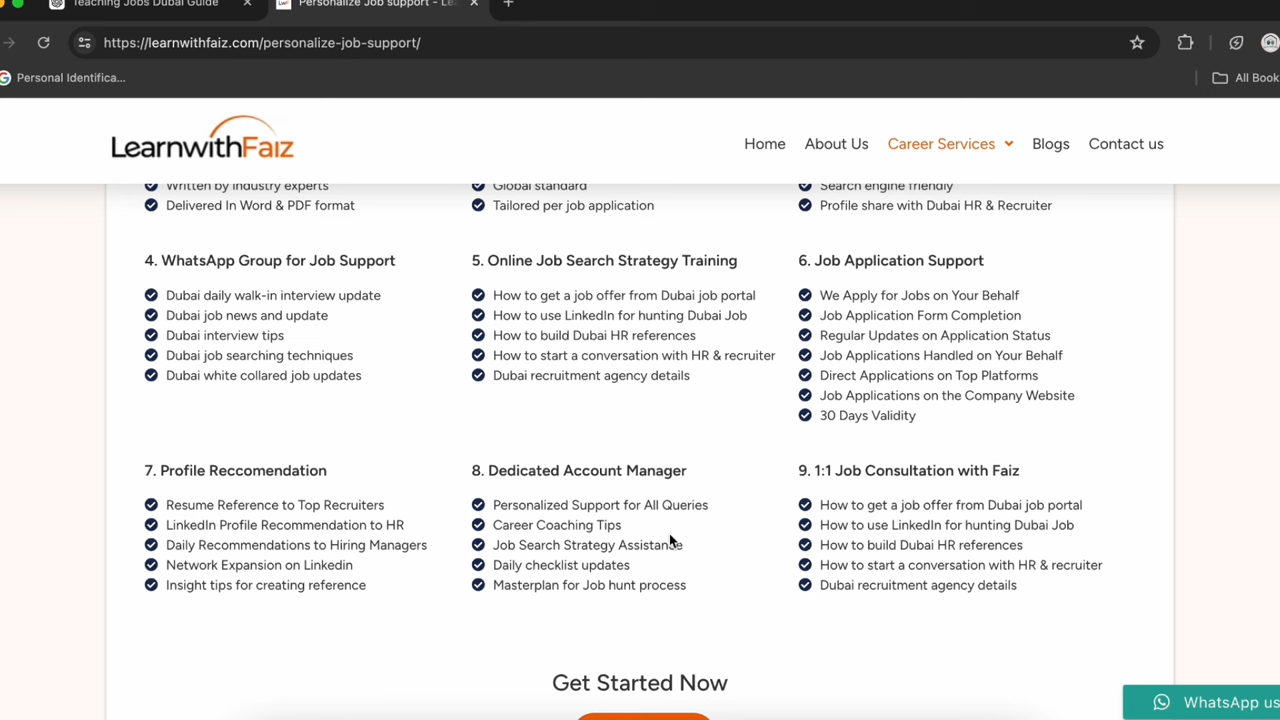 Teaching Jobs Dubai Guide
Personalize Job support - Le
https://learnwithfaiz.com/personalize-job-support/
Personal Identifica...
All Book
LearnwithFaiz
Home
About Us
Career Services
Blogs
Contact us
Written by industry experts
Delivered In Word & PDF format
Global standard
Tailored per job application
Search engine friendly
Profile share with Dubai HR & Recruiter
4. WhatsApp Group for Job Support
Dubai daily walk-in interview update
Dubai job news and update
Dubai interview tips
Dubai job searching techniques
Dubai white collared job updates
5. Online Job Search Strategy Training
How to get a job offer from Dubai job portal
How to use LinkedIn for hunting Dubai Job
How to build Dubai HR references
How to start a conversation with HR & recruiter
Dubai recruitment agency details
6. Job Application Support
We Apply for Jobs on Your Behalf
Job Application Form Completion
Regular Updates on Application Status
Job Applications Handled on Your Behalf
Direct Applications on Top Platforms
Job Applications on the Company Website
30 Days Validity
7. Profile Reccomendation
Resume Reference to Top Recruiters
LinkedIn Profile Recommendation to HR
Daily Recommendations to Hiring Managers
Network Expansion on Linkedin
Insight tips for creating reference
8. Dedicated Account Manager
Personalized Support for All Queries
Career Coaching Tips
Job Search Strategy Assistance
Daily checklist updates
Masterplan for Job hunt process
9. 1:1 Job Consultation with Faiz
How to get a job offer from Dubai job portal
How to use LinkedIn for hunting Dubai Job
How to build Dubai HR references
How to start a conversation with HR & recruiter
Dubai recruitment agency details
Get Started Now
WhatsApp us